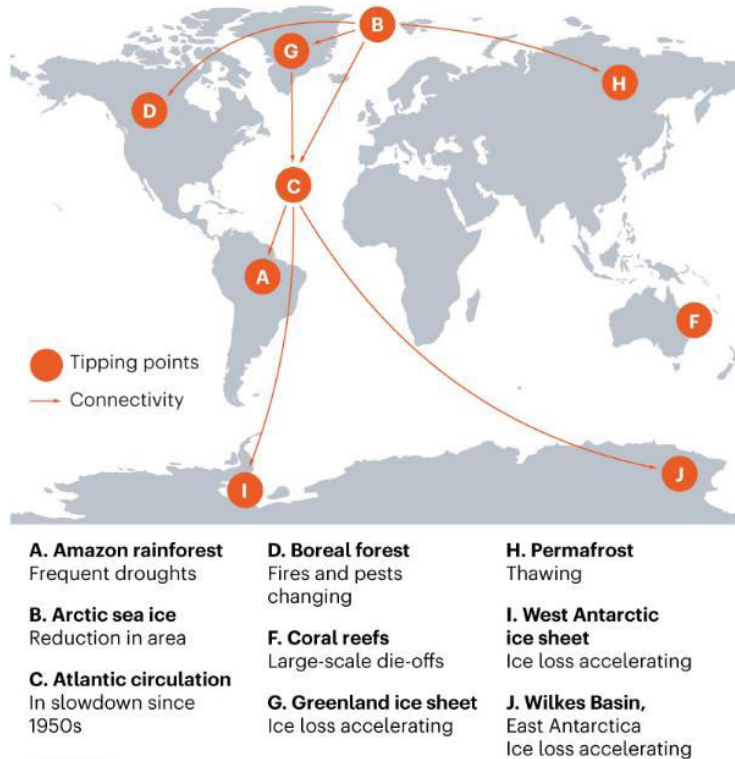 B
G
H
D
C
A
F
Tipping points
Connectivity
I
J
A. Amazon rainforest
Frequent droughts
B. Arctic sea ice
Reduction in area
C. Atlantic circulation
In slowdown since
1950s
D. Boreal forest
Fires and pests
changing
F. Coral reefs
Large-scale die-offs
G. Greenland ice sheet
Ice loss accelerating
H. Permafrost
Thawing
I. West Antarctic
ice sheet
Ice loss accelerating
J. Wilkes Basin,
East Antarctica
Ice loss accelerating